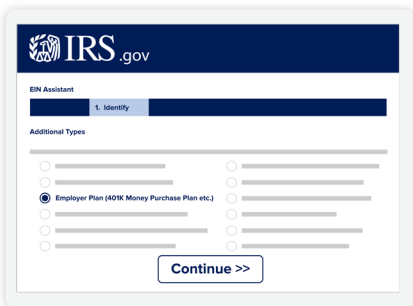 IRS.gov
EIN Assistant
1. Identify
Additional Types
Employer Plan (401K Money Purchase Plan etc.)
Continue >>